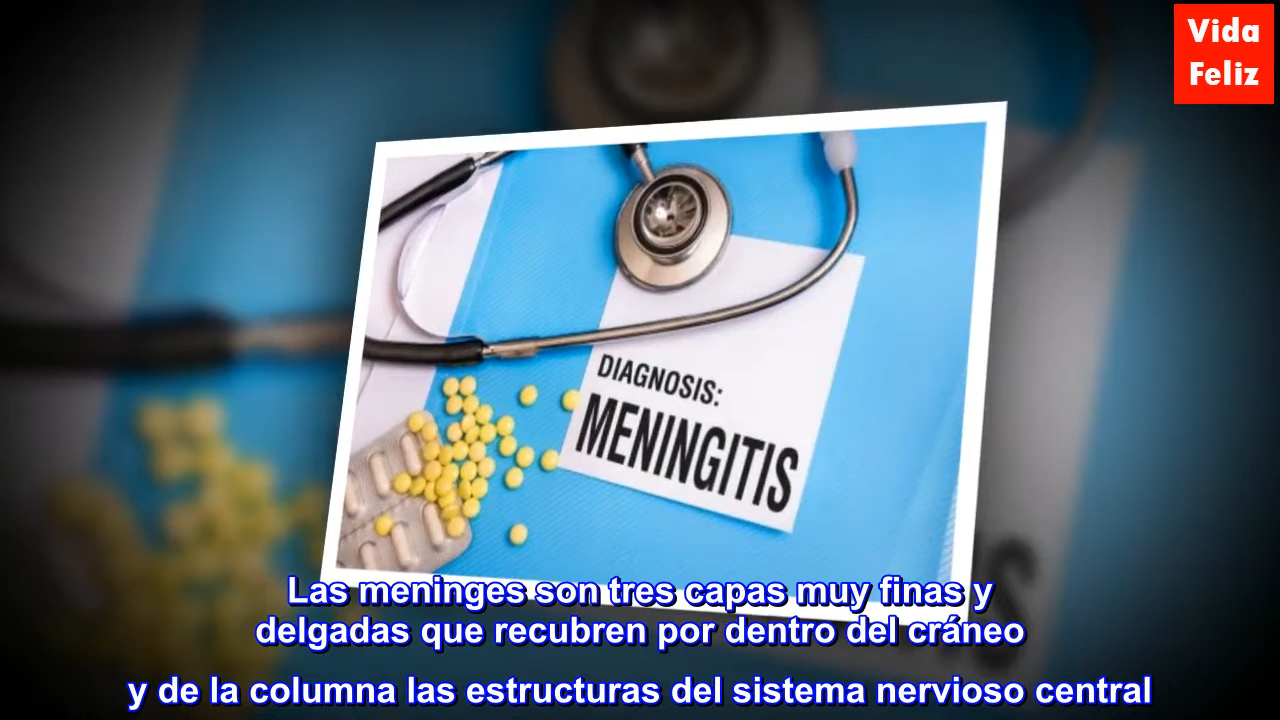 Vida
Feliz
DIAGNOSIS:
MENINGITIS
Las meninges son tres capas muy finas y
delgadas que recubren por dentro del cráneo
y de la columna las estructuras del sistema nervioso central